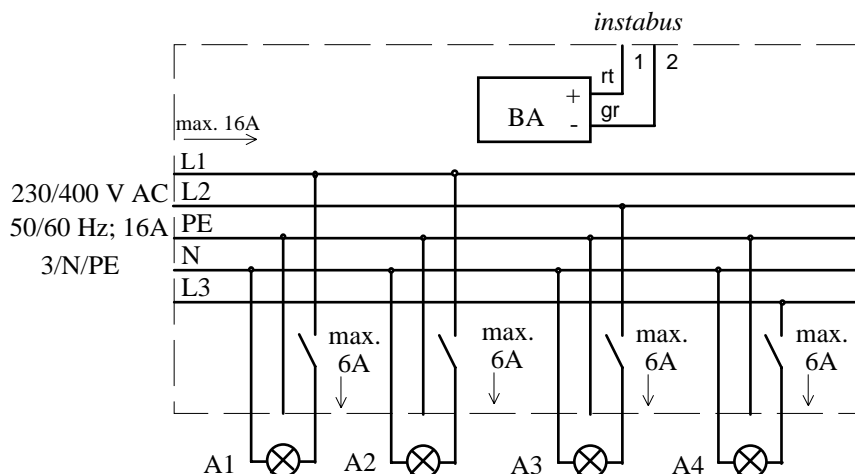 instabus
rt 1 2
gr
BA + -
max. 16A
L1
230/400 V AC L2
50/60 Hz; 16A PE
3/N/PE N
L3
max. 6A
max. 6A
max. 6A
max. 6A
A1 A2 A3 A4